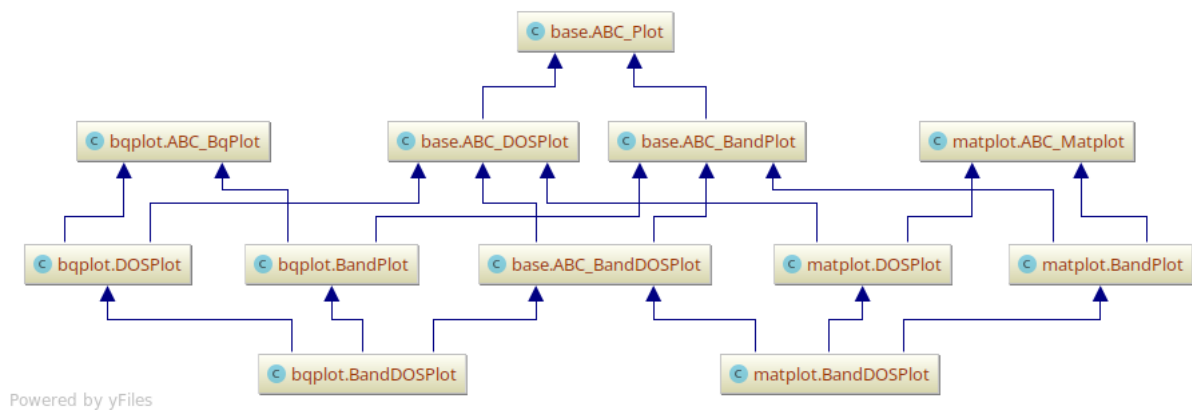 C base.ABC_Plot
C bqplot.ABC_BqPlot
C base.ABC_DOSPlot
C base.ABC_BandPlot
C matplot.ABC_Matplot
C bqplot.DOSPlot
C bqplot.BandPlot
C base.ABC_BandDOSPlot
C matplot.DOSPlot
C matplot.BandPlot
C bqplot.BandDOSPlot
C matplot.BandDOSPlot
Powered by yFiles